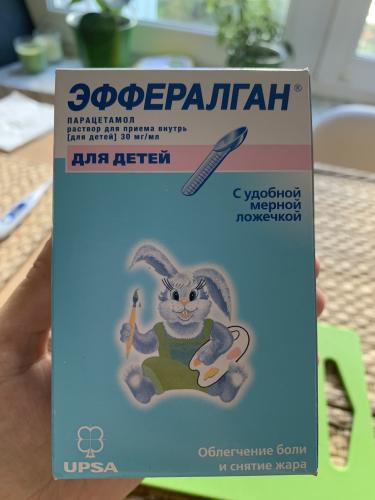 ЭФФЕРАЛГАН®
ПАРАЦЕТАМОЛ
раствор для приема внутрь
[для детей] 30 мг/мл
ДЛЯ ДЕТЕЙ
С удобной
мерной
ложечкой
Облегчение боли
и снятие жара
UPSA